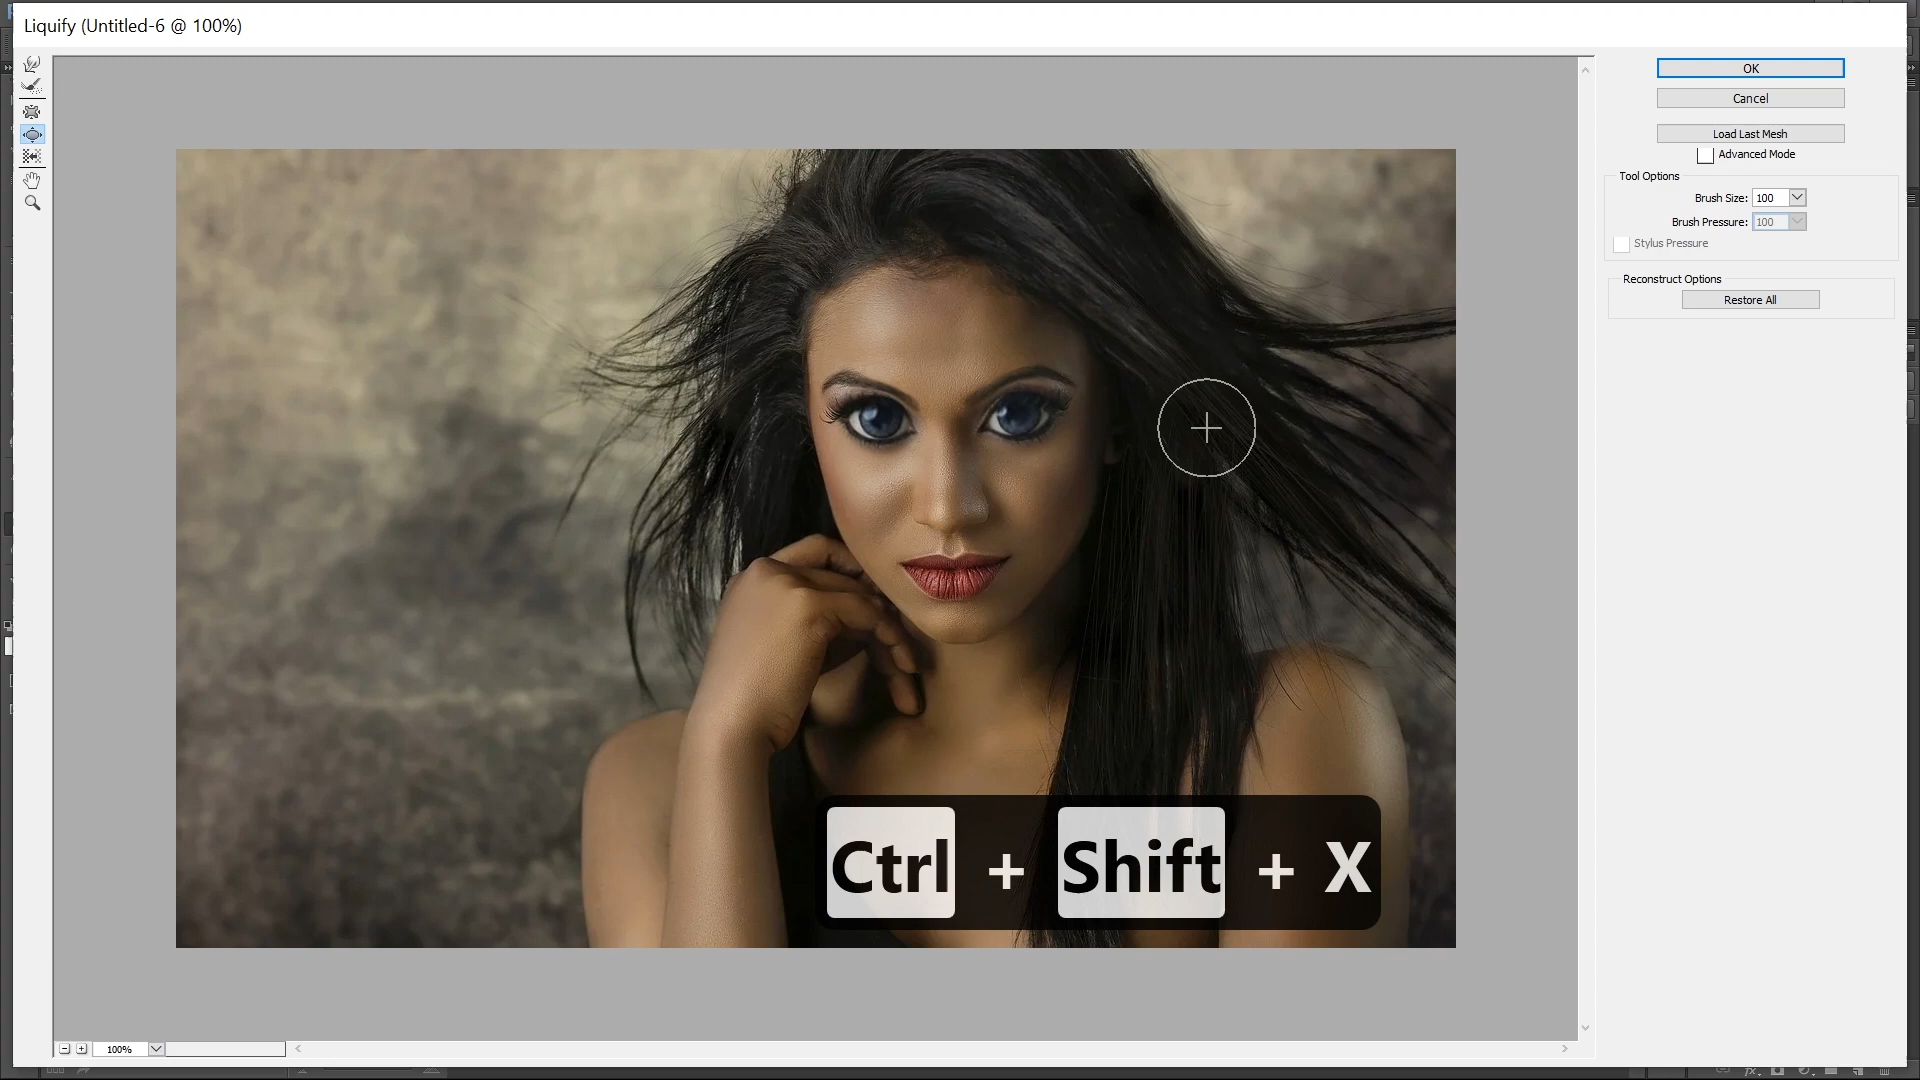 Liquify (Untitled-6 @ 100%)
OK
Cancel
Load Last Mesh
Advanced Mode
Tool Options
Brush Size: 100
Brush Pressure: 100
Stylus Pressure
Reconstruct Options
Restore All
Ctrl + Shift + X
100%
fx